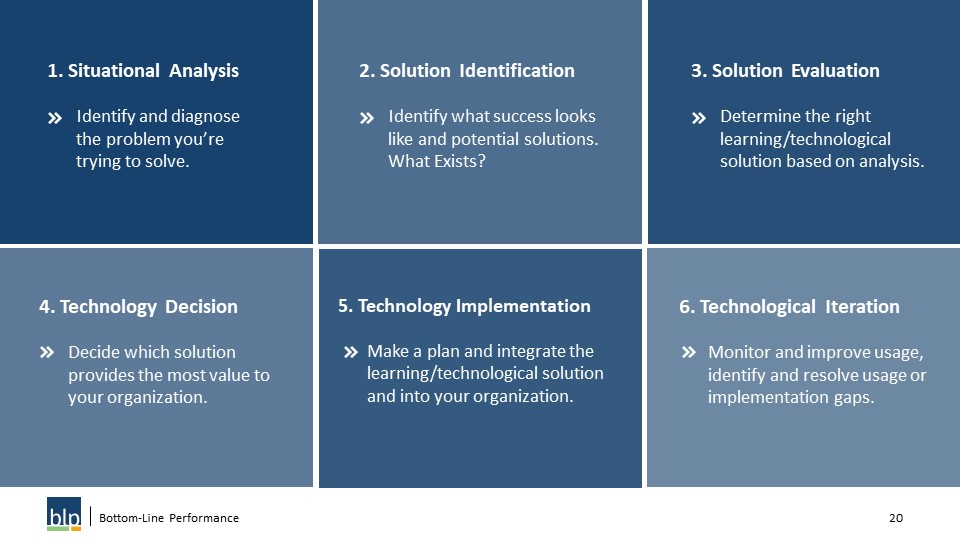 1. Situational Analysis
» Identify and diagnose
the problem you're
trying to solve.
2. Solution Identification
» Identify what success looks
like and potential solutions.
What Exists?
3. Solution Evaluation
» Determine the right
learning/technological
solution based on analysis.
4. Technology Decision
» Decide which solution
provides the most value to
your organization.
5. Technology Implementation
» Make a plan and integrate the
learning/technological solution
and into your organization.
6. Technological Iteration
» Monitor and improve usage,
identify and resolve usage or
implementation gaps.
blp
Bottom-Line Performance
20